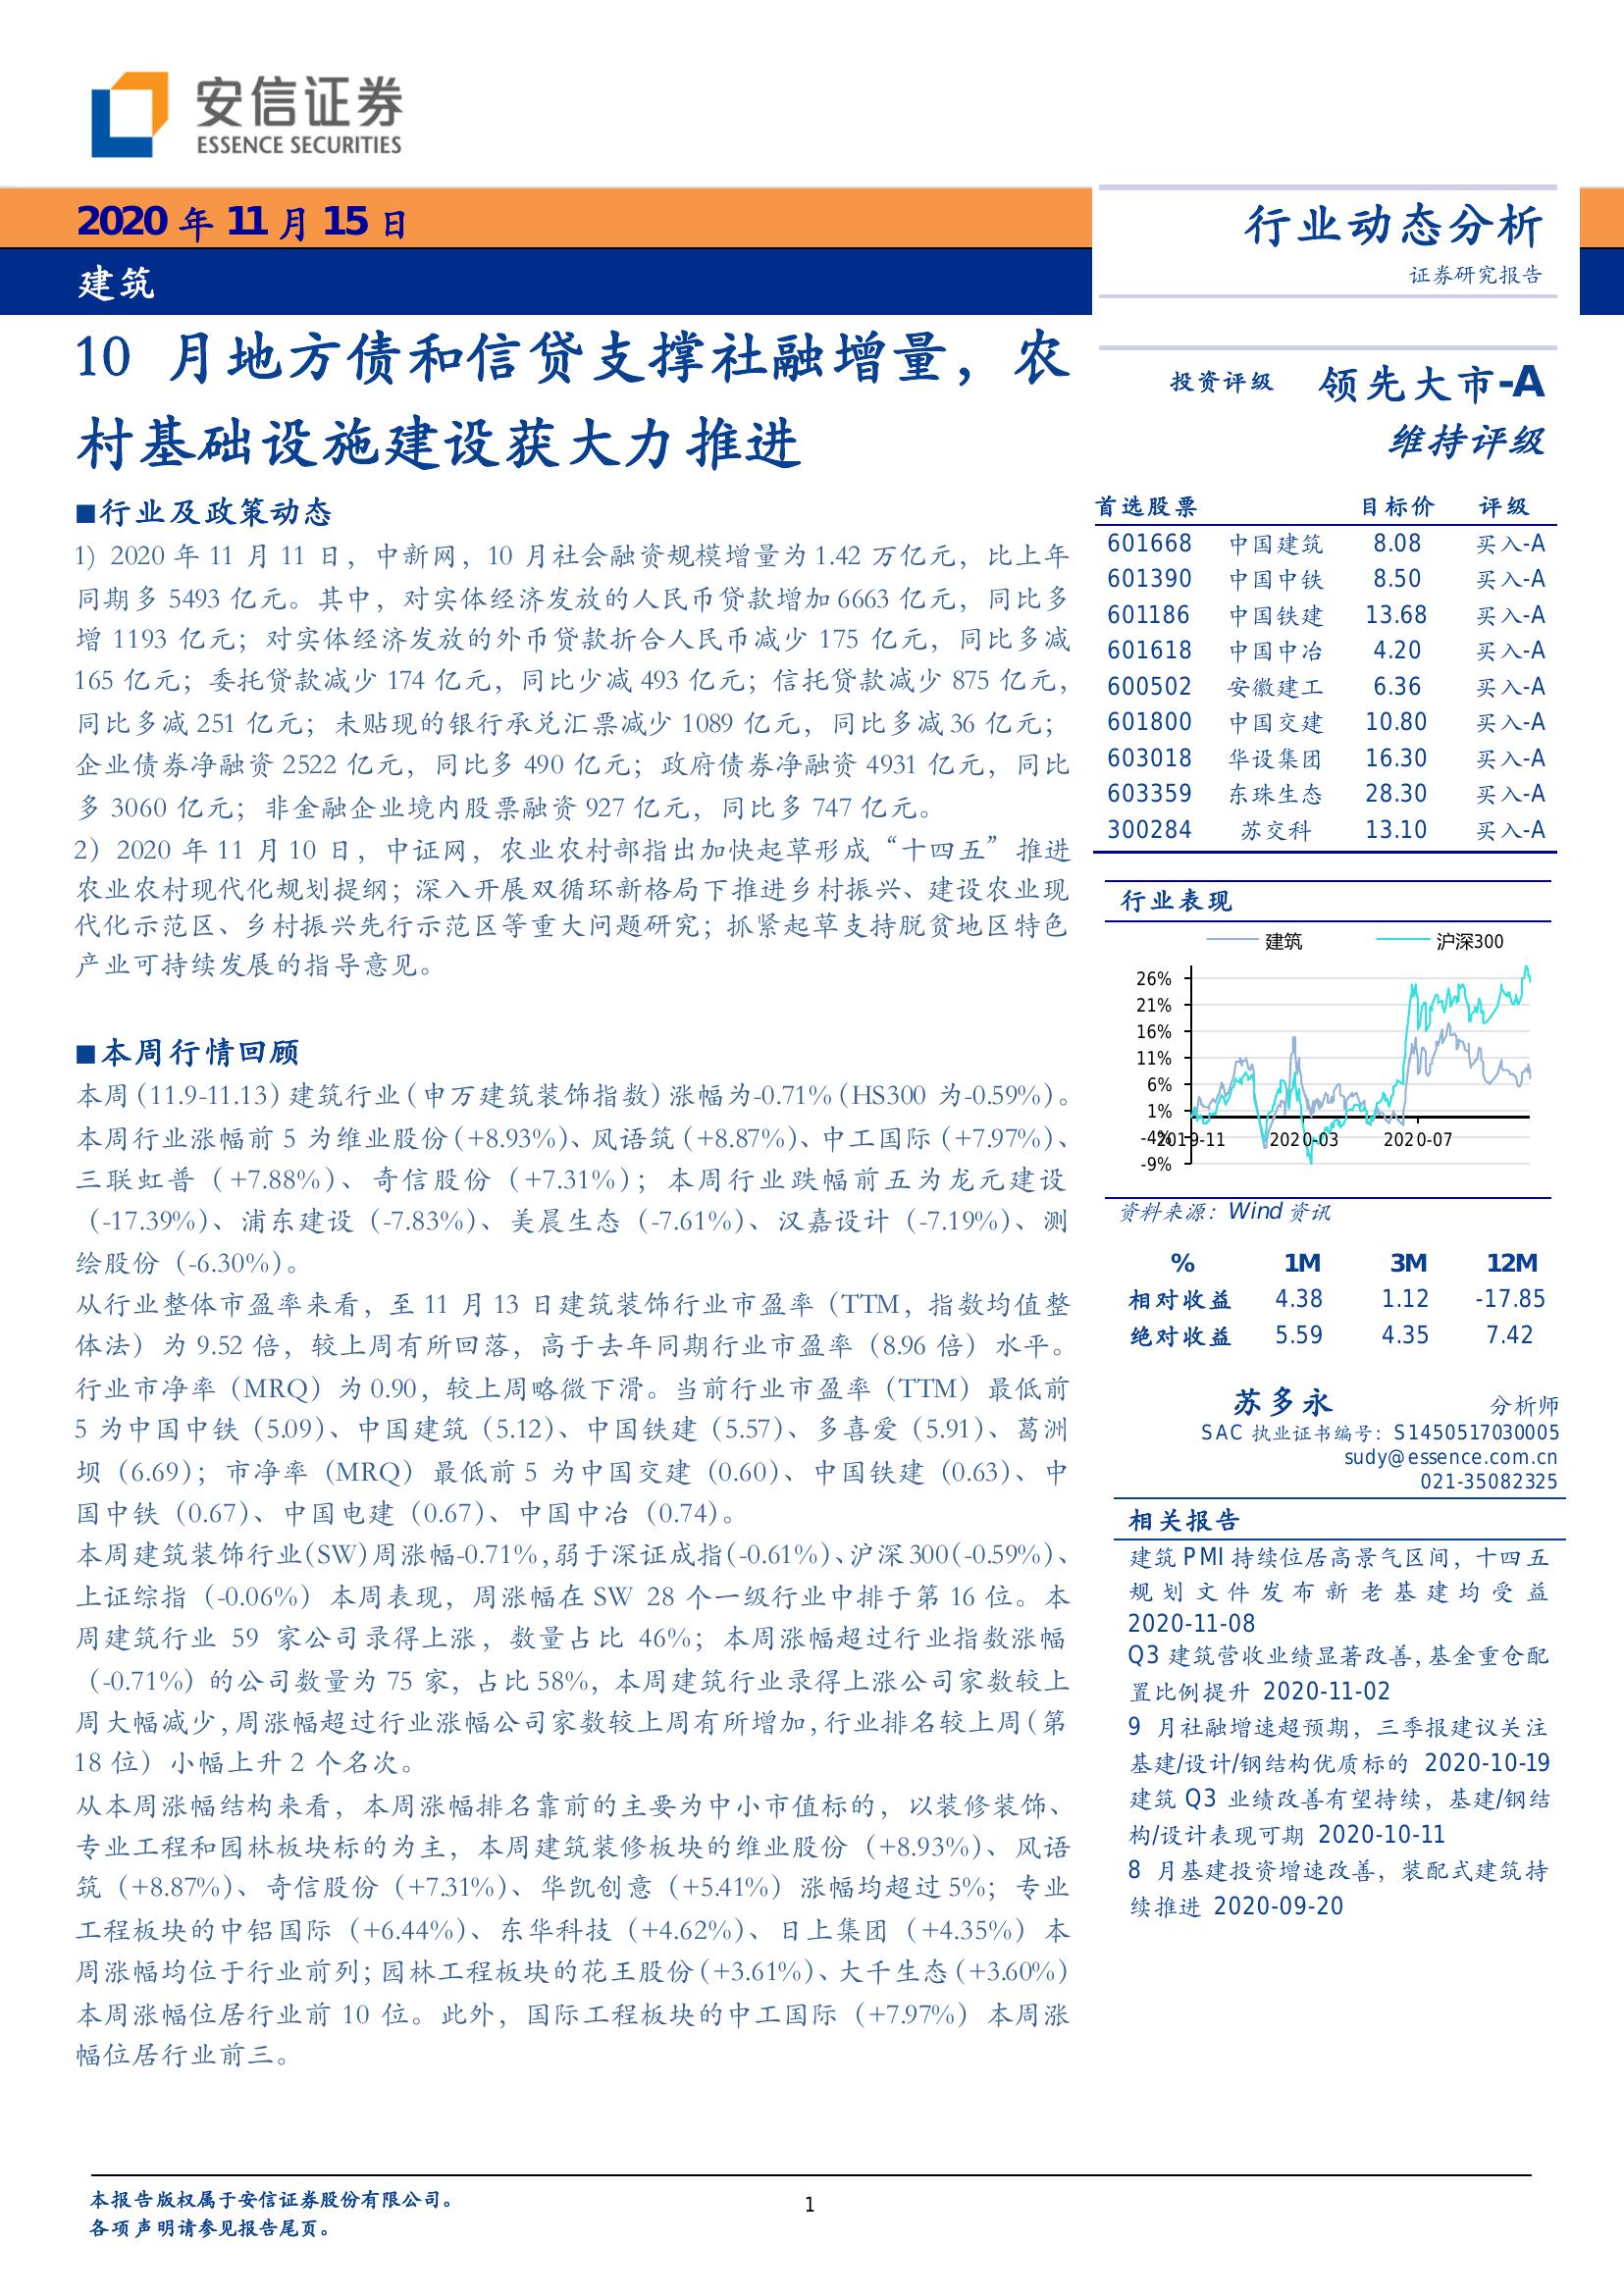 安信证券
ESSENCE SECURITIES
2020 年 11 月 15 日
建筑
行业动态分析
证券研究报告
10 月地方债和信贷支撑社融增量，农
村基础设施建设获大力推进
■行业及政策动态
1）2020 年 11 月 11 日，中新网，10 月社会融资规模增量为 1.42 万亿元，比上年
同期多 5493 亿元。其中，对实体经济发放的人民币贷款增加 6663 亿元，同比多
增 1193 亿元；对实体经济发放的外币贷款折合人民币减少 175 亿元，同比多减
165 亿元；委托贷款减少 174 亿元，同比少减 493 亿元；信托贷款减少 875 亿元，
同比多减 251 亿元；未贴现的银行承兑汇票减少 1089 亿元，同比多减 36 亿元；
企业债券净融资 2522 亿元，同比多 490 亿元；政府债券净融资 4931 亿元，同比
多 3060 亿元；非金融企业境内股票融资 927 亿元，同比多 747 亿元。
2）2020 年 11 月 10 日，中证网，农业农村部指出加快起草形成“十四五”推进
农业农村现代化规划提纲；深入开展双循环新格局下推进乡村振兴、建设农业现
代化示范区、乡村振兴先行示范区等重大问题研究；抓紧起草支持脱贫地区特色
产业可持续发展的指导意见。
■本周行情回顾
本周（11.9-11.13）建筑行业（申万建筑装饰指数）涨幅为-0.71%（HS300 为-0.59%）。
本周行业涨幅前 5 为维业股份（+8.93%）、风语筑（+8.87%）、中工国际（+7.97%）、
三联虹普（+7.88%）、奇信股份（+7.31%）；本周行业跌幅前五为龙元建设
（-17.39%）、浦东建设（-7.83%）、美晨生态（-7.61%）、汉嘉设计（-7.19%）、测
绘股份（-6.30%）。
从行业整体市盈率来看，至 11 月 13 日建筑装饰行业市盈率（TTM，指数均值整
体法）为 9.52 倍，较上周有所回落，高于去年同期行业市盈率（8.96 倍）水平。
行业市净率（MRQ）为 0.90，较上周略微下滑。当前行业市盈率（TTM）最低前
5 为中国中铁（5.09）、中国建筑（5.12）、中国铁建（5.57）、多喜爱（5.91）、葛洲
坝（6.69）；市净率（MRQ）最低前 5 为中国交建（0.60）、中国铁建（0.63）、中
国中铁（0.67）、中国电建（0.67）、中国中冶（0.74）。
本周建筑装饰行业(SW)周涨幅-0.71%,弱于深证成指(-0.61%)、沪深 300(-0.59%)、
上证综指（-0.06%）本周表现，周涨幅在 SW 28 个一级行业中排于第 16 位。本
周建筑行业 59 家公司录得上涨，数量占比 46%；本周涨幅超过行业指数涨幅
（-0.71%）的公司数量为 75 家，占比 58%，本周建筑行业录得上涨公司家数较上
周大幅减少，周涨幅超过行业涨幅公司家数较上周有所增加，行业排名较上周（第
18 位）小幅上升 2 个名次。
从本周涨幅结构来看，本周涨幅排名靠前的主要为中小市值标的，以装修装饰、
专业工程和园林板块标的为主，本周建筑装修板块的维业股份（+8.93%）、风语
筑（+8.87%）、奇信股份（+7.31%）、华凯创意（+5.41%）涨幅均超过 5%；专业
工程板块的中铝国际（+6.44%）、东华科技（+4.62%）、日上集团（+4.35%）本
周涨幅均位于行业前列；园林工程板块的花王股份（+3.61%）、大千生态（+3.60%）
本周涨幅位居行业前 10 位。此外，国际工程板块的中工国际（+7.97%）本周涨
幅位居行业前三。
投资评级 领先大市-A
维持评级
首选股票 目标价 评级
601668 中国建筑 8.08 买入-A
601390 中国中铁 8.50 买入-A
601186 中国铁建 13.68 买入-A
601618 中国中冶 4.20 买入-A
600502 安徽建工 6.36 买入-A
601800 中国交建 10.80 买入-A
603018 华设集团 16.30 买入-A
603359 东珠生态 28.30 买入-A
300284 苏交科 13.10 买入-A
行业表现
建筑 沪深300
26%
21%
16%
11%
6%
1%
-4%
-9%
2019-11 2020-03 2020-07
资料来源：Wind 资讯
% 1M 3M 12M
相对收益 4.38 1.12 -17.85
绝对收益 5.59 4.35 7.42
苏多永 分析师
SAC 执业证书编号：S1450517030005
sudy@essence.com.cn
021-35082325
相关报告
建筑 PMI 持续位居高景气区间，十四五
规划文件发布新老基建均受益
2020-11-08
Q3 建筑营收业绩显著改善，基金重仓配
置比例提升 2020-11-02
9 月社融增速超预期，三季报建议关注
基建/设计/钢结构优质标的 2020-10-19
建筑 Q3 业绩改善有望持续，基建/钢结
构/设计表现可期 2020-10-11
8 月基建投资增速改善，装配式建筑持
续推进 2020-09-20
本报告版权属于安信证券股份有限公司。
各项声明请参见报告尾页。
1